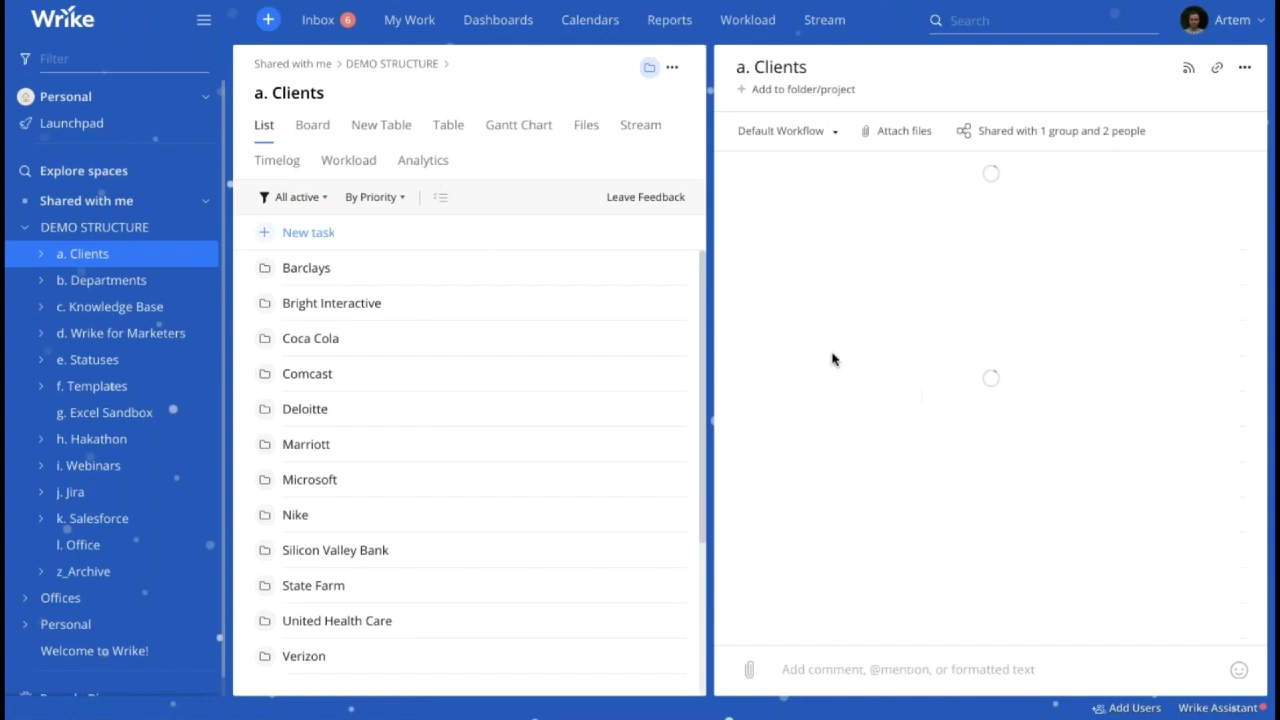 Wrike
Inbox 6 My Work Dashboards Calendars Reports Workload Stream
Search
Artem
Filter
Personal
Launchpad
Explore spaces
Shared with me
DEMO STRUCTURE
a. Clients
b. Departments
c. Knowledge Base
d. Wrike for Marketers
e. Statuses
f. Templates
g. Excel Sandbox
h. Hakathon
i. Webinars
j. Jira
k. Salesforce
l. Office
z_Archive
Offices
Personal
Welcome to Wrike!
Shared with me > DEMO STRUCTURE >
a. Clients
List Board New Table Table Gantt Chart Files Stream
Timelog Workload Analytics
All active By Priority Leave Feedback
+ New task
Barclays
Bright Interactive
Coca Cola
Comcast
Deloitte
Marriott
Microsoft
Nike
Silicon Valley Bank
State Farm
United Health Care
Verizon
a. Clients
+ Add to folder/project
Default Workflow Attach files Shared with 1 group and 2 people
Add comment, @mention, or formatted text
Add Users Wrike Assistant